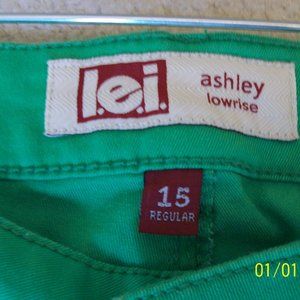 l.e.i.
ashley
lowrise
15
REGULAR
01/01